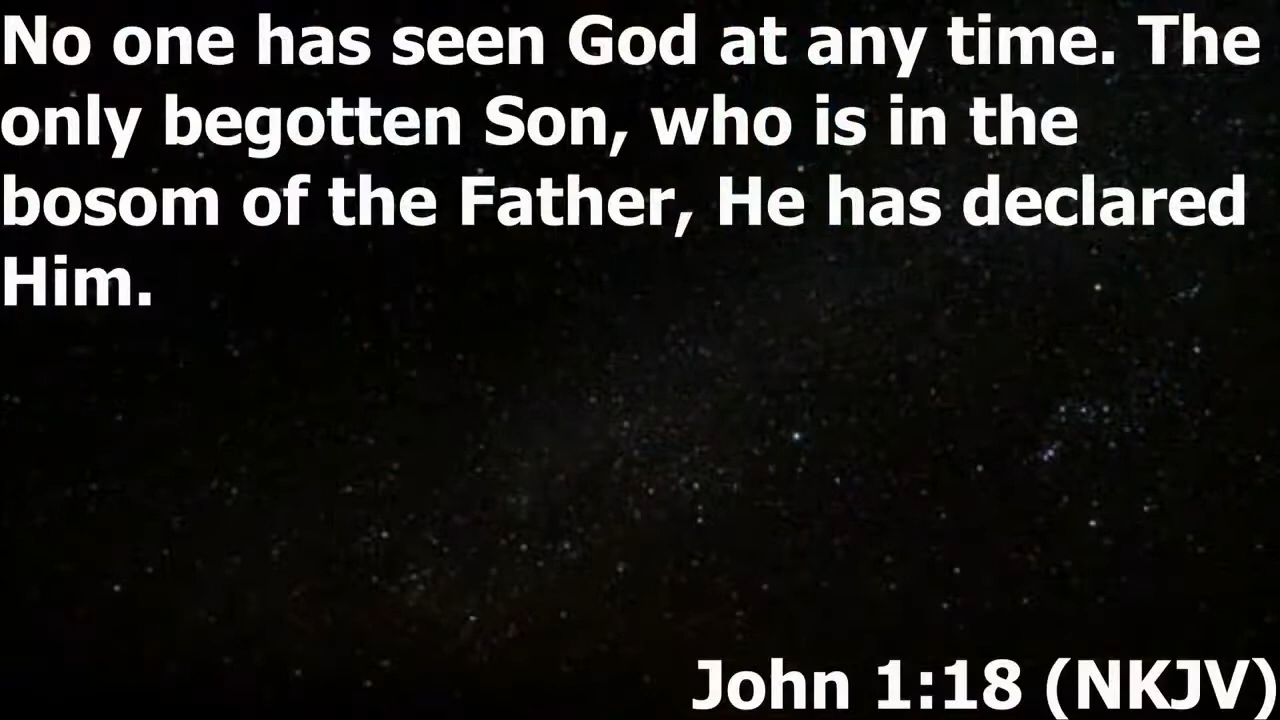 No one has seen God at any time. The
only begotten Son, who is in the
bosom of the Father, He has declared
Him.
John 1:18 (NKJV)